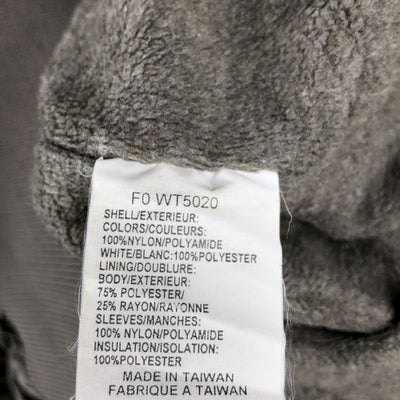 F0 WT5020
SHELL/EXTERIEUR:
COLORS/COULEURS:
100%NYLON/POLYAMIDE
WHITE/BLANC:100%POLYESTER
LINING/DOUBLURE:
BODY/EXTERIEUR:
75% POLYESTER/
25% RAYON/RAYONNE
SLEEVES/MANCHES:
100% NYLON/POLYAMIDE
INSULATION/ISOLATION:
100%POLYESTER
MADE IN TAIWAN
FABRIQUE À TAIWAN